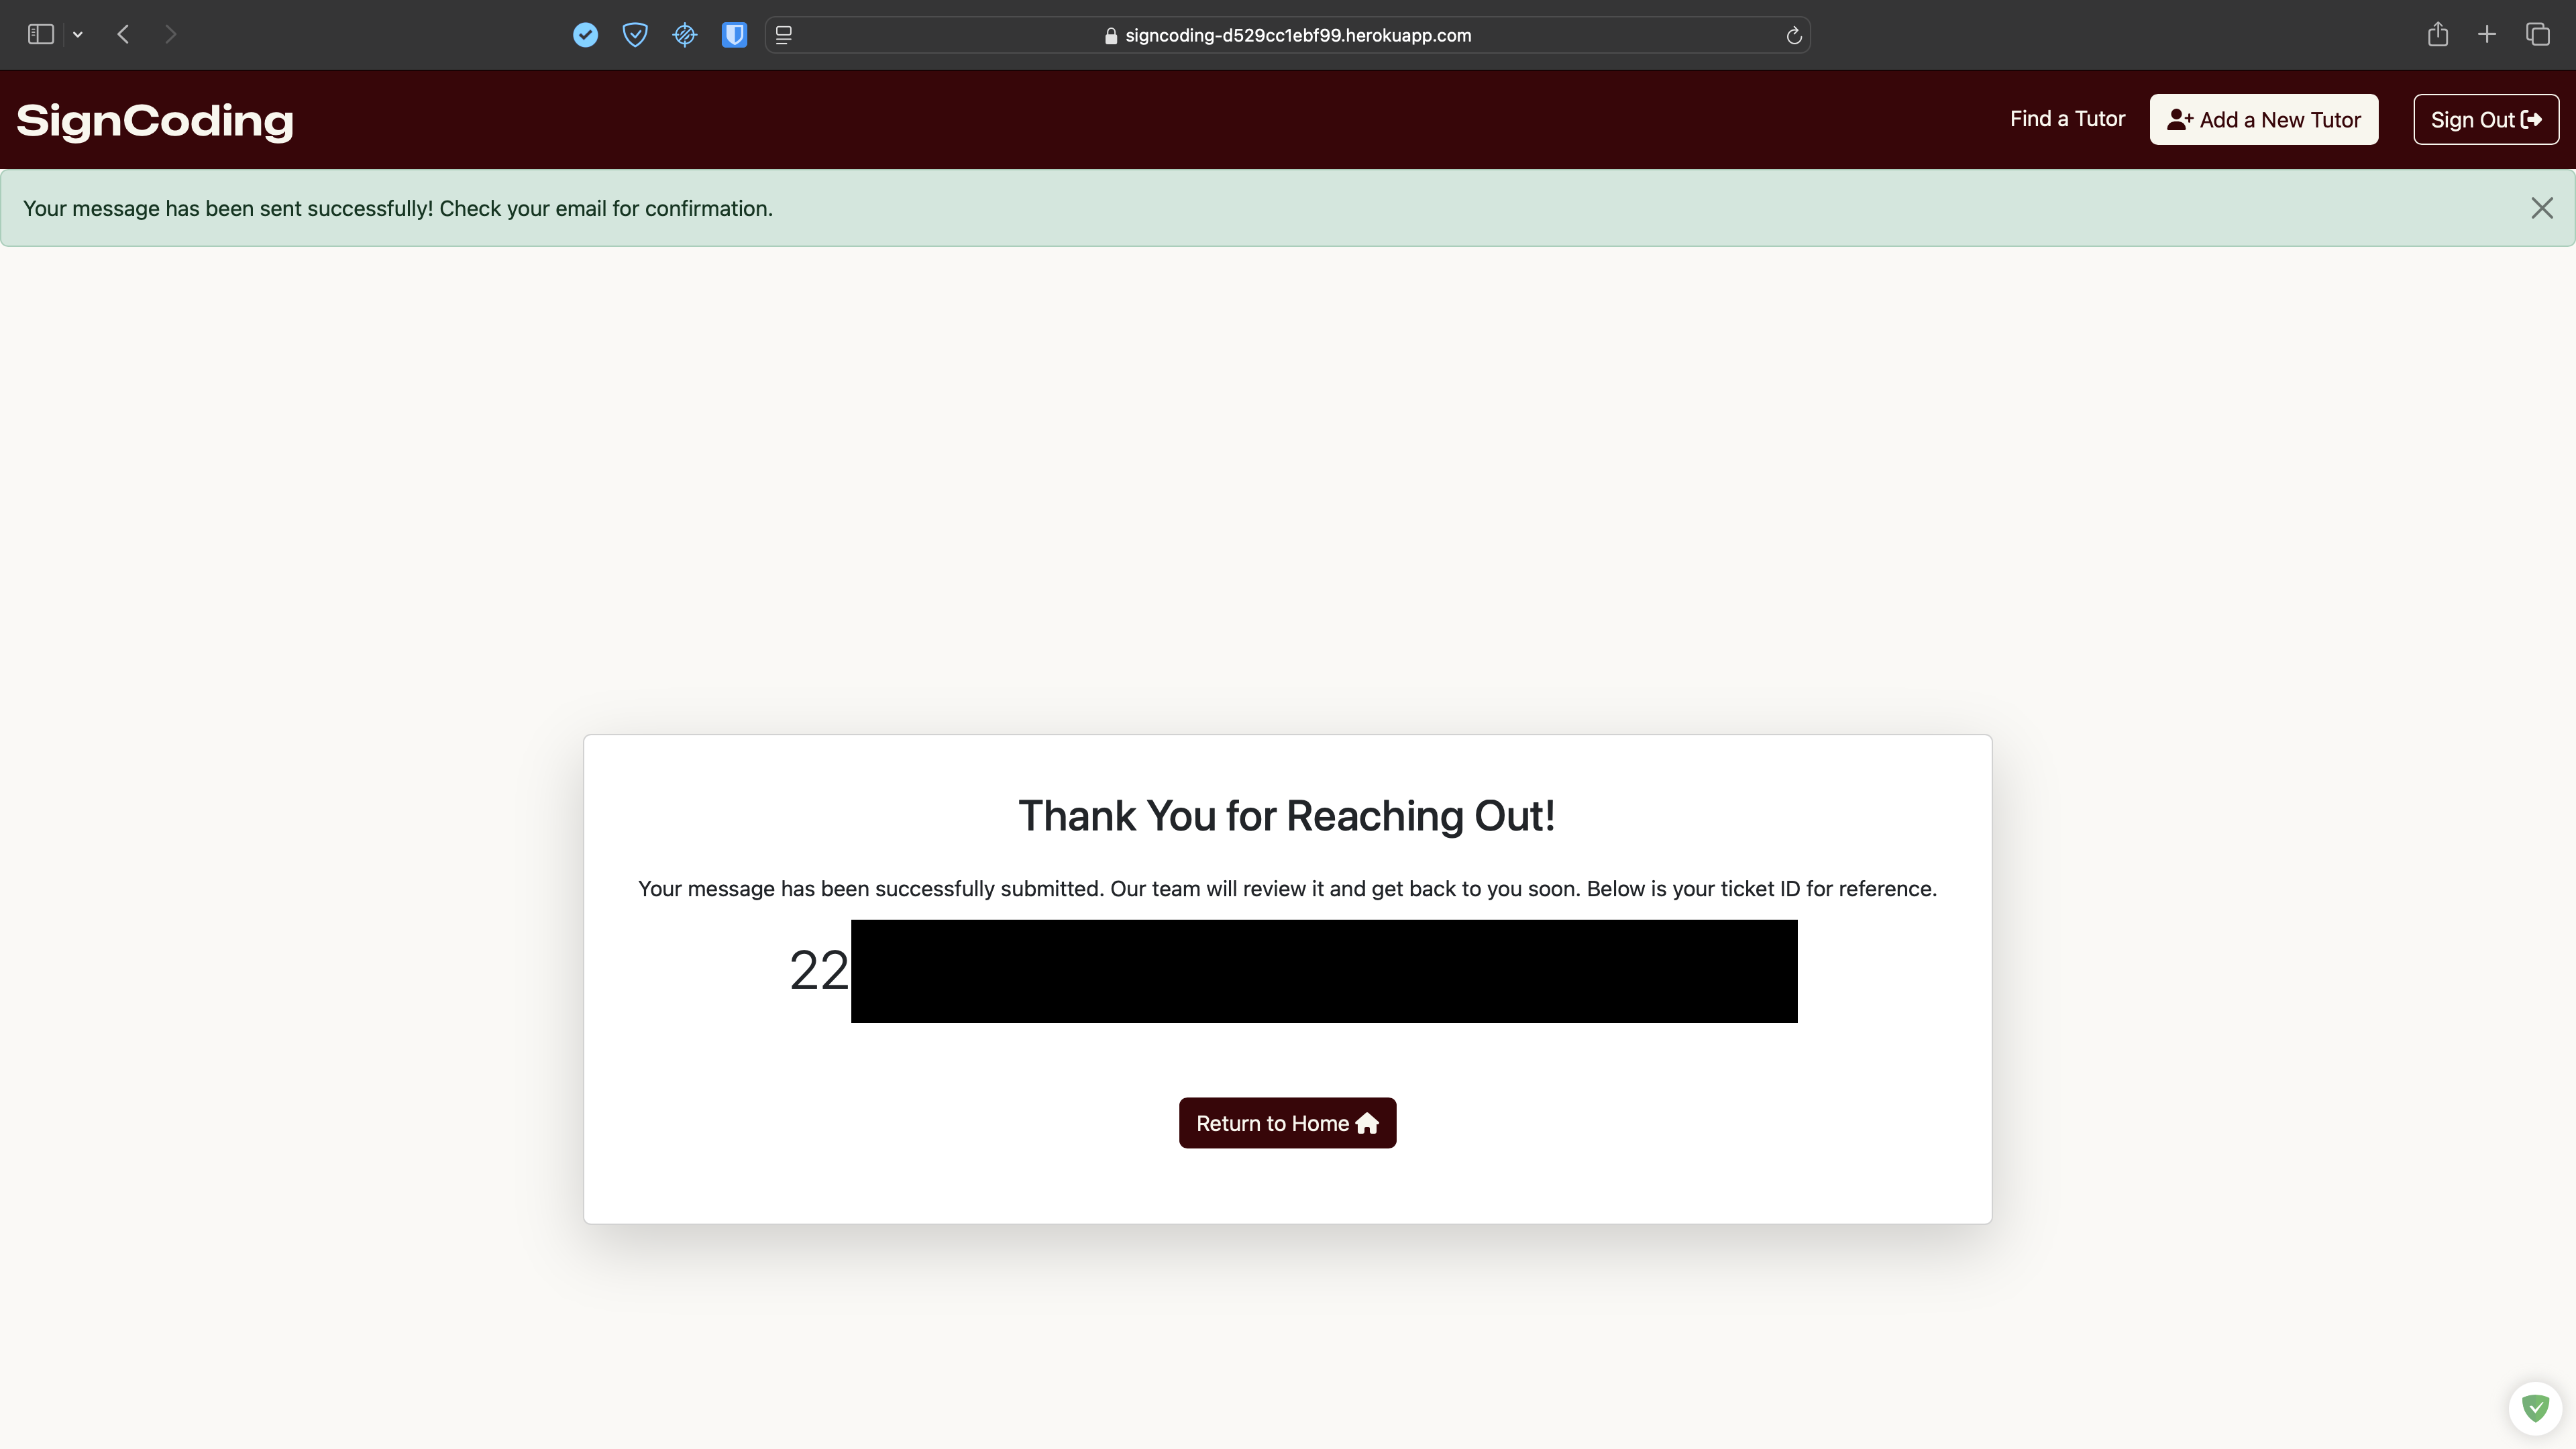 signcoding-d529cc1ebf99.herokuapp.com
SignCoding
Find a Tutor
Add a New Tutor
Sign Out
Your message has been sent successfully! Check your email for confirmation.
Thank You for Reaching Out!
Your message has been successfully submitted. Our team will review it and get back to you soon. Below is your ticket ID for reference.
22
Return to Home